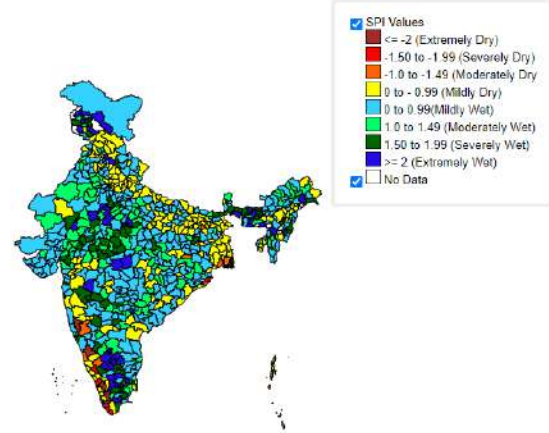 SPI Values
<= -2 (Extremely Dry)
-1.50 to -1.99 (Severely Dry)
-1.0 to -1.49 (Moderately Dry
0 to - 0.99 (Mildly Dry)
0 to 0.99(Mildly Wet)
1.0 to 1.49 (Moderately Wet)
1.50 to 1.99 (Severely Wet)
>= 2 (Extremely Wet)
No Data